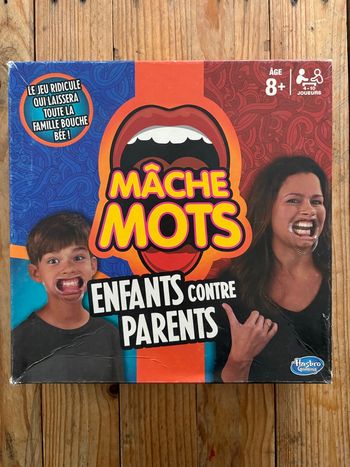 LE JEU RIDICULE
QUI LAISSERA
TOUTE LA
FAMILLE BOUCHE
BÉE !
ÂGE
8+
4-10
JOUEURS
MÂCHE
MOTS
ENFANTS CONTRE
PARENTS
Hasbro
Gaming